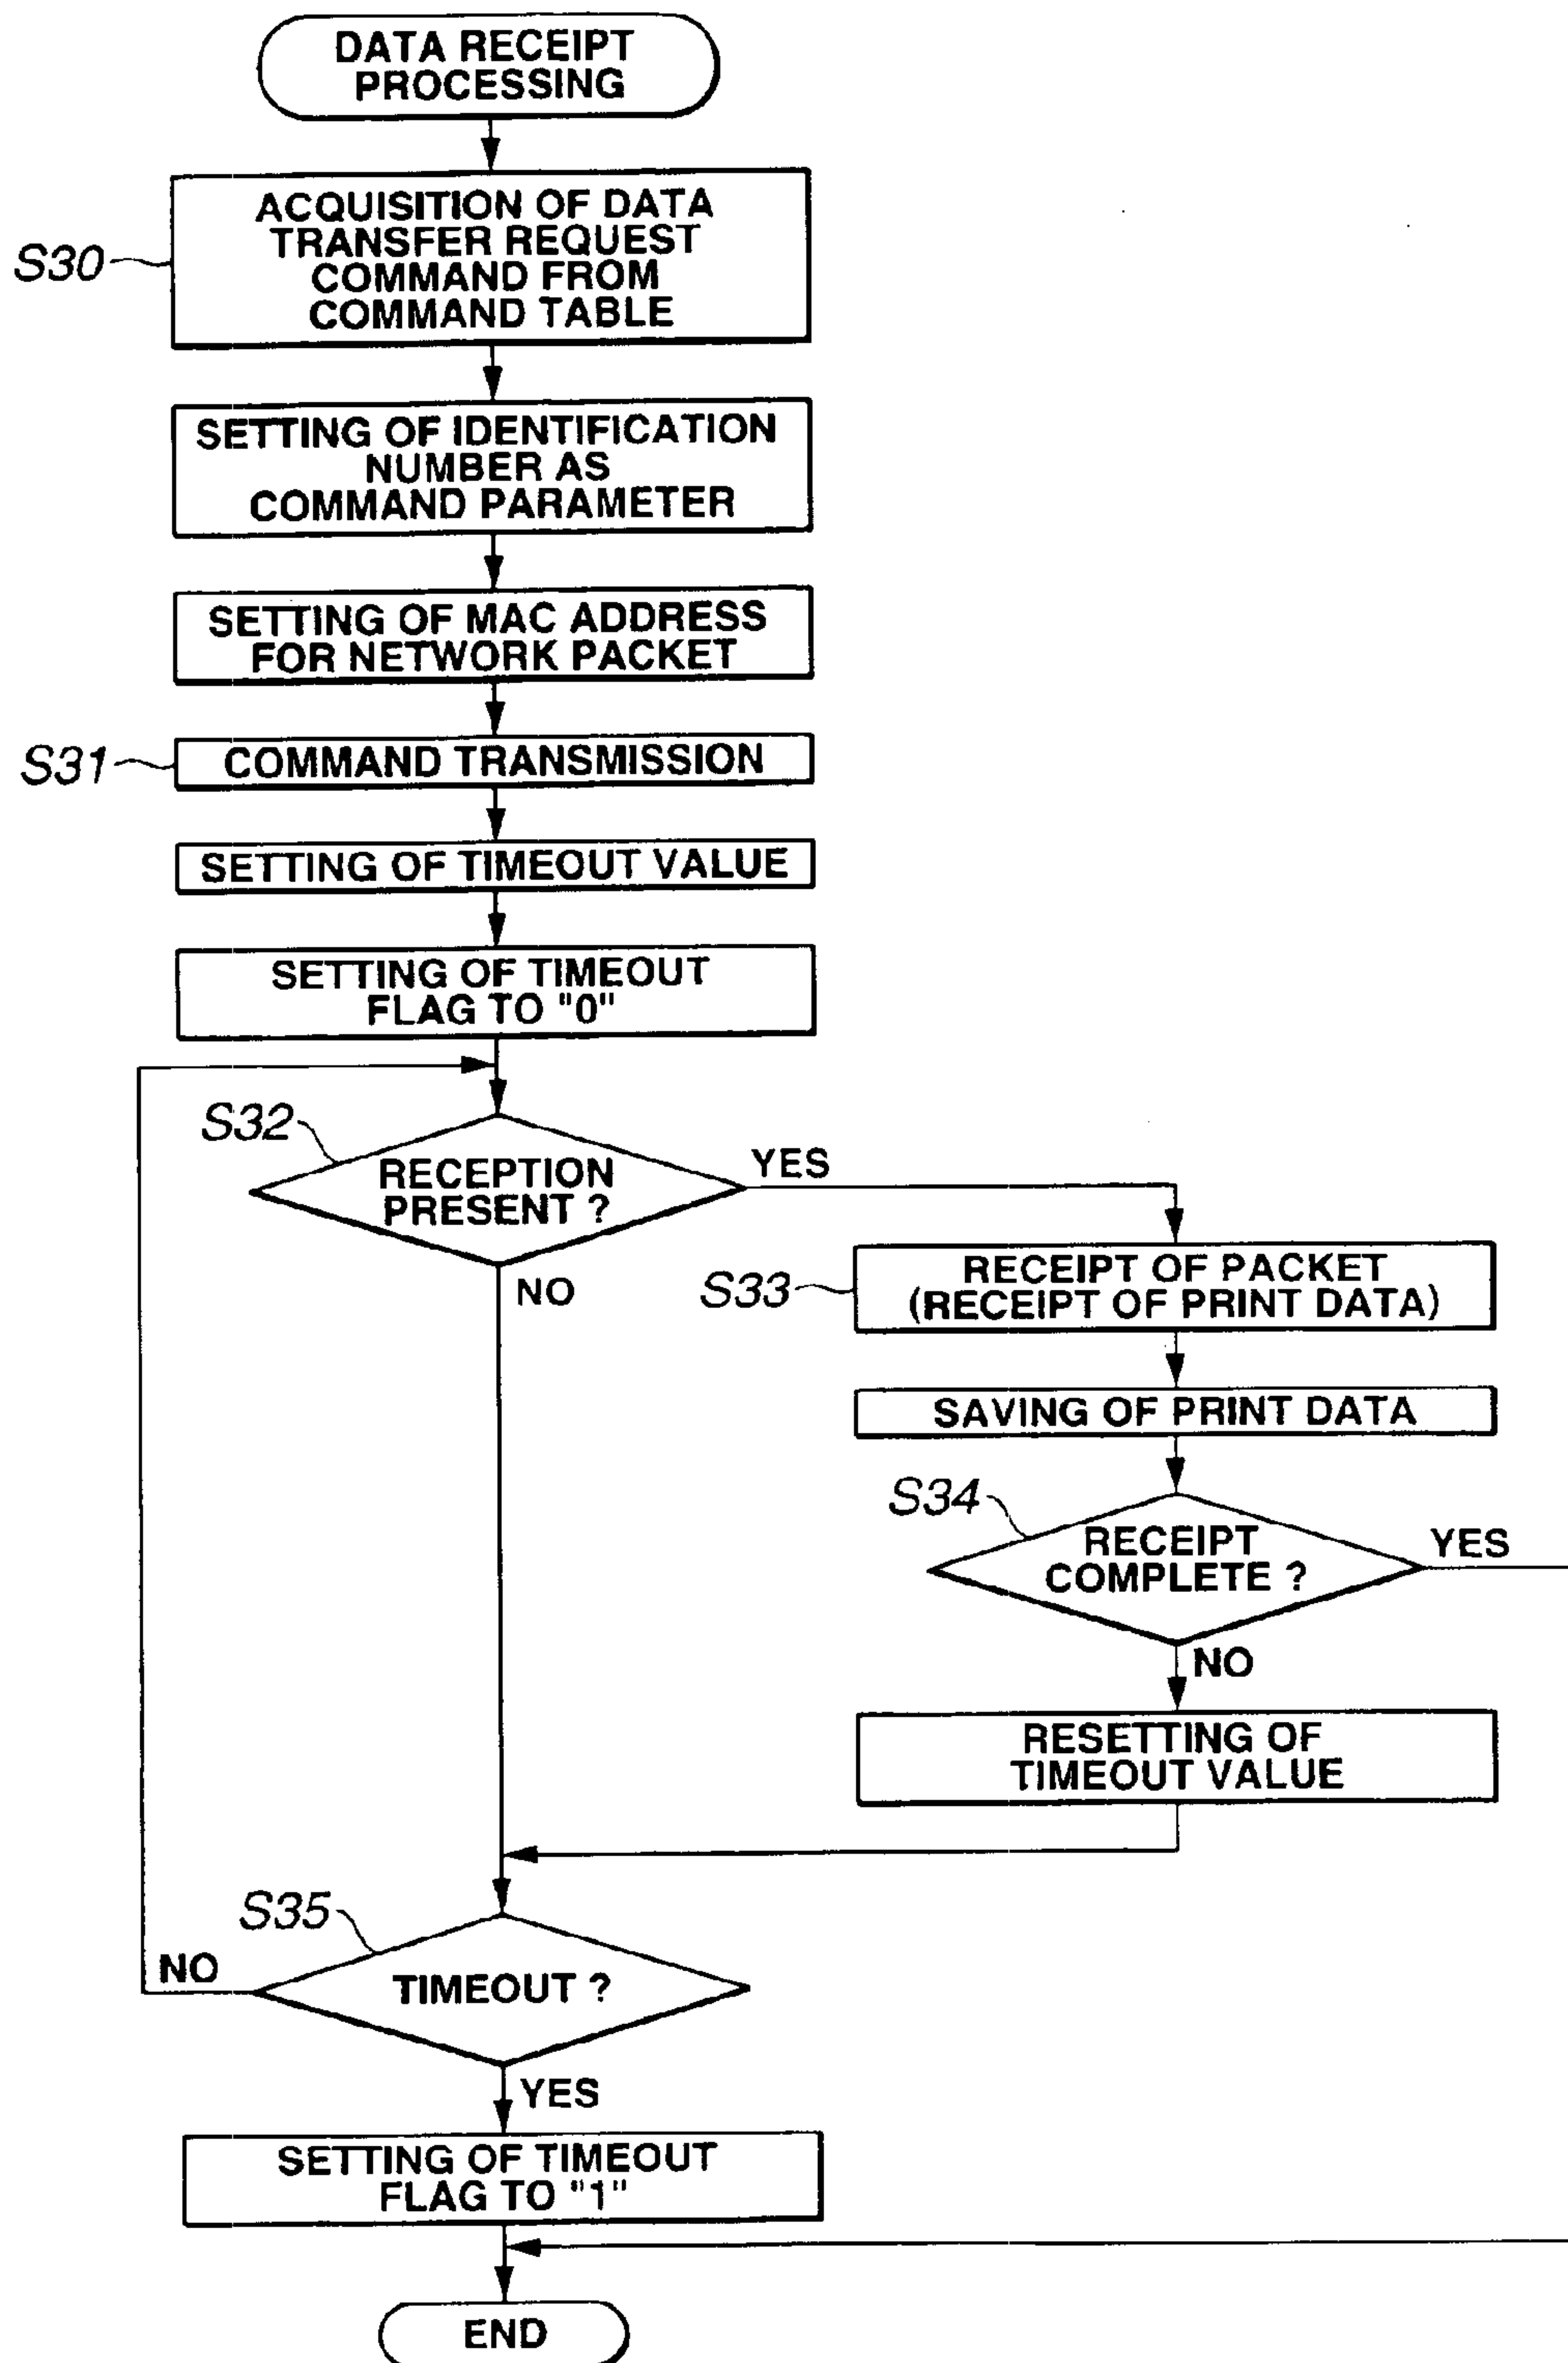 DATA RECEIPT
PROCESSING
S30
ACQUISITION OF DATA
TRANSFER REQUEST
COMMAND FROM
COMMAND TABLE
SETTING OF IDENTIFICATION
NUMBER AS
COMMAND PARAMETER
SETTING OF MAC ADDRESS
FOR NETWORK PACKET
S31
COMMAND TRANSMISSION
SETTING OF TIMEOUT VALUE
SETTING OF TIMEOUT
FLAG TO "0"
S32
RECEPTION
PRESENT ?
YES
NO
S33
RECEIPT OF PACKET
(RECEIPT OF PRINT DATA)
SAVING OF PRINT DATA
S34
RECEIPT
COMPLETE ?
YES
NO
RESETTING OF
TIMEOUT VALUE
S35
NO
TIMEOUT ?
YES
SETTING OF TIMEOUT
FLAG TO "1"
END